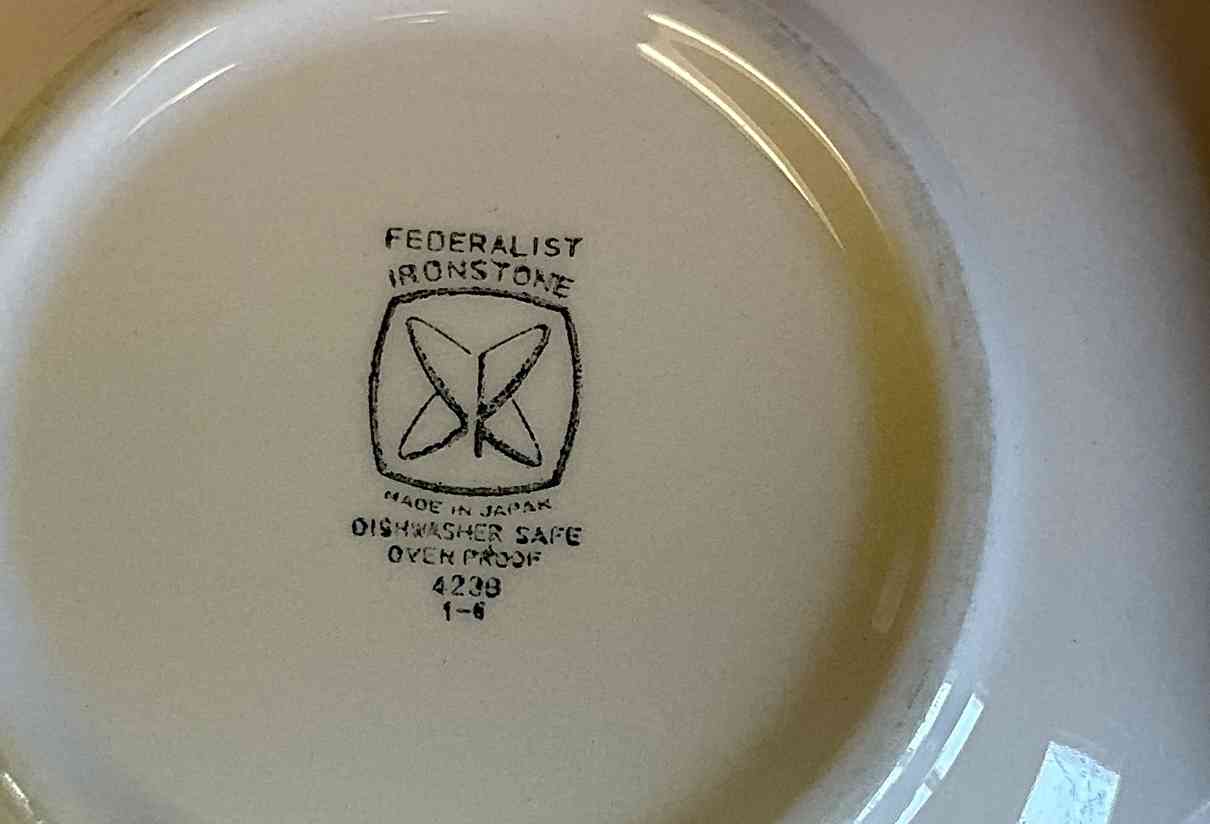 FEDERALIST
IRONSTONE
MADE IN JAPAN
DISHWASHER SAFE
OVEN PROOF
4238
1-6